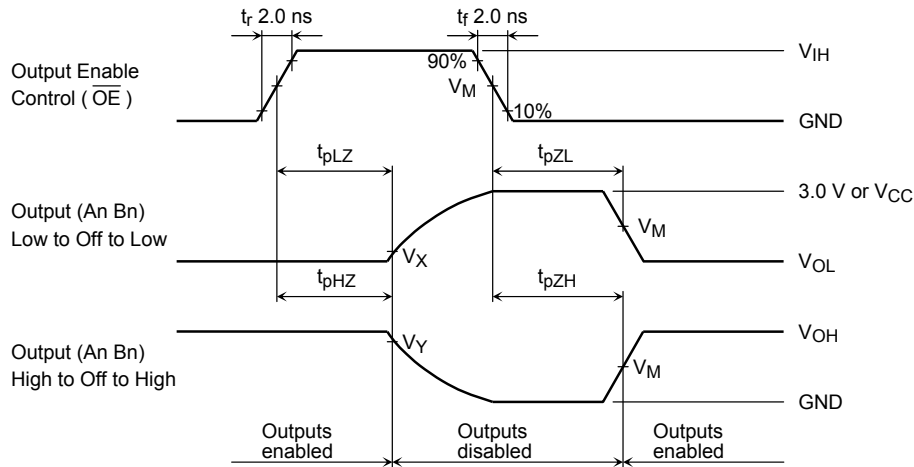 tr 2.0 ns
tf 2.0 ns
Output Enable
Control ( OE )
90%
VM
10%
VIH
GND
tpLZ
tpZL
Output (An Bn)
Low to Off to Low
VX
VM
3.0 V or VCC
VOL
tpHZ
tpZH
Output (An Bn)
High to Off to High
VY
VM
VOH
GND
Outputs
enabled
Outputs
disabled
Outputs
enabled